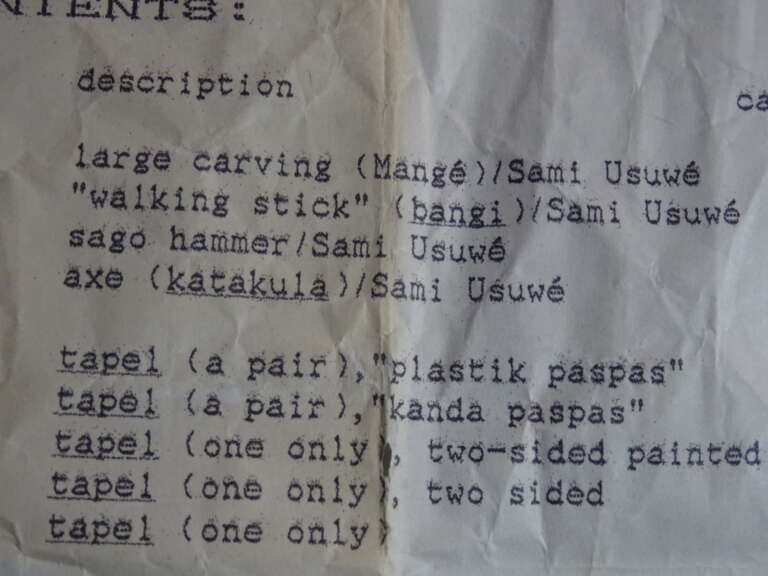 NTENTS:
description
ca
large carving (Mangé)/Sami Usuwé
"walking stick" (bangi)/Sami Usuwé
sago hammer/Sami Usuwé
axe (katakula)/Sami Usuwé
tapel (a pair),"plastik paspas"
tapel (a pair),"kanda paspas"
tapel (one only), two-sided painted
tapel (one only), two sided
tapel (one only)